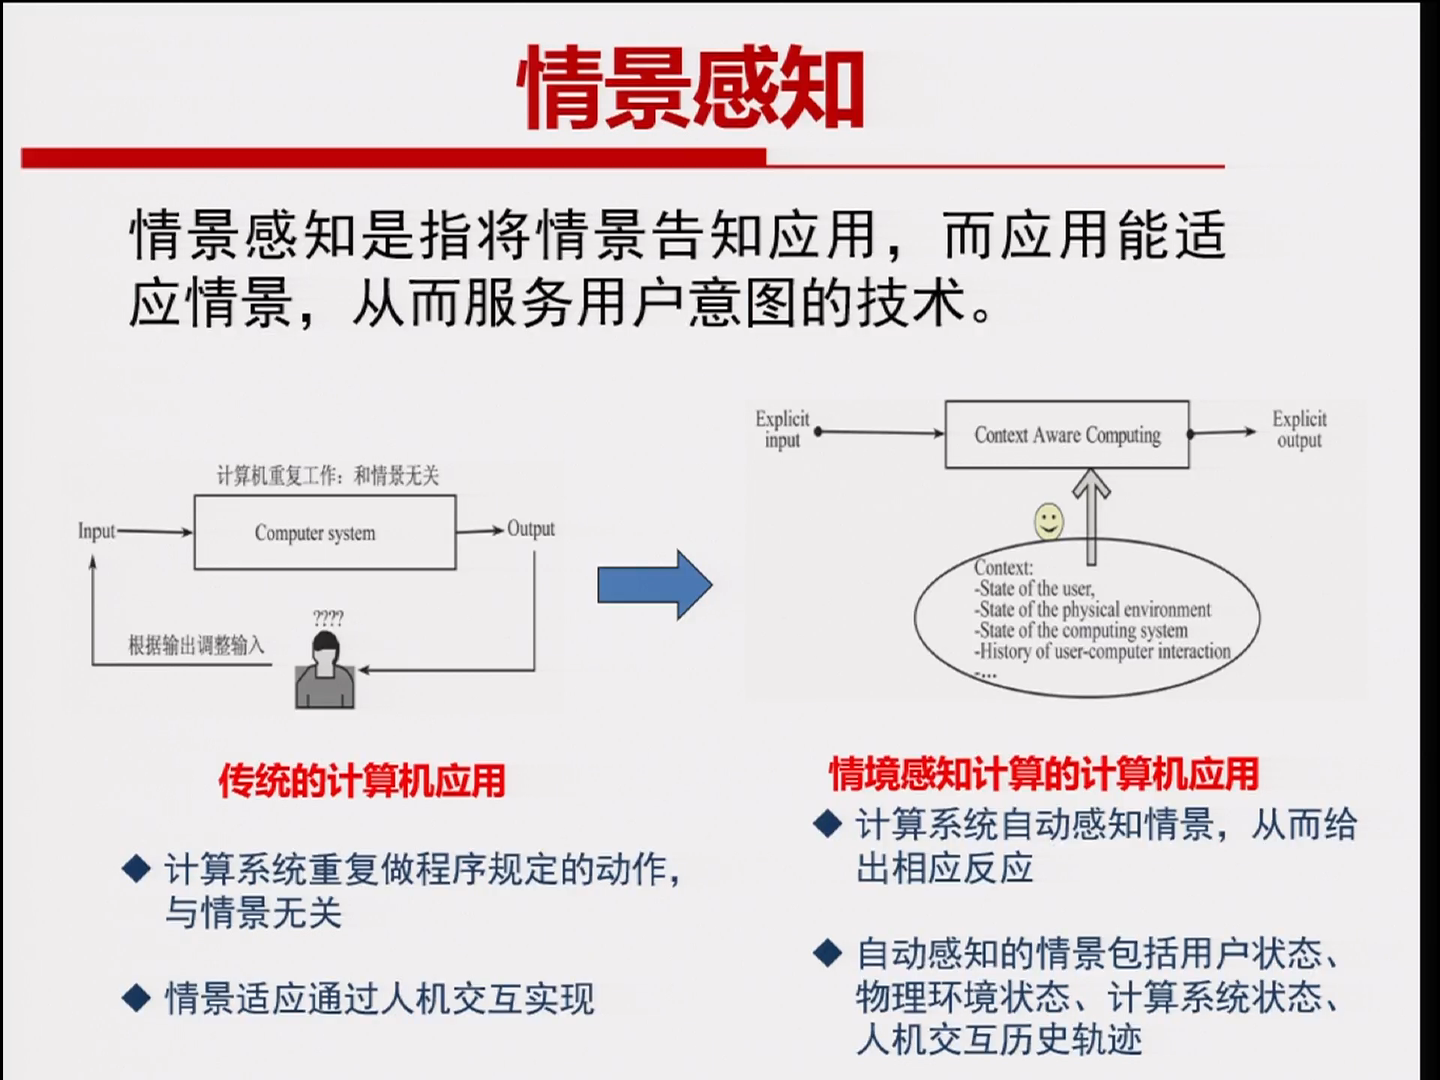 情景感知
情景感知是指将情景告知应用，而应用能适
应情景，从而服务用户意图的技术。
计算机重复工作：和情景无关
Input
Computer system
Output
????
根据输出调整输入
Explicit
input
Context Aware Computing
Explicit
output
Context:
-State of the user,
-State of the physical environment
-State of the computing system
-History of user-computer interaction
-...
传统的计算机应用
◆ 计算系统重复做程序规定的动作，
与情景无关
◆ 情景适应通过人机交互实现
情境感知计算的计算机应用
◆ 计算系统自动感知情景，从而给
出相应反应
◆ 自动感知的情景包括用户状态、
物理环境状态、计算系统状态、
人机交互历史轨迹